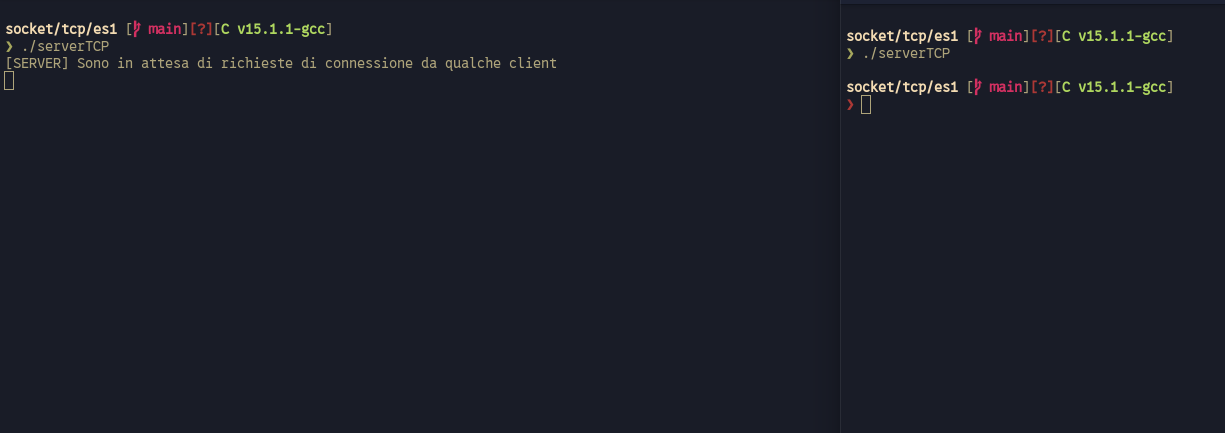 socket/tcp/es1 [ main][?][C v15.1.1-gcc]
❯ ./serverTCP
[SERVER] Sono in attesa di richieste di connessione da qualche client
socket/tcp/es1 [ main][?][C v15.1.1-gcc]
❯ ./serverTCP
socket/tcp/es1 [ main][?][C v15.1.1-gcc]
❯